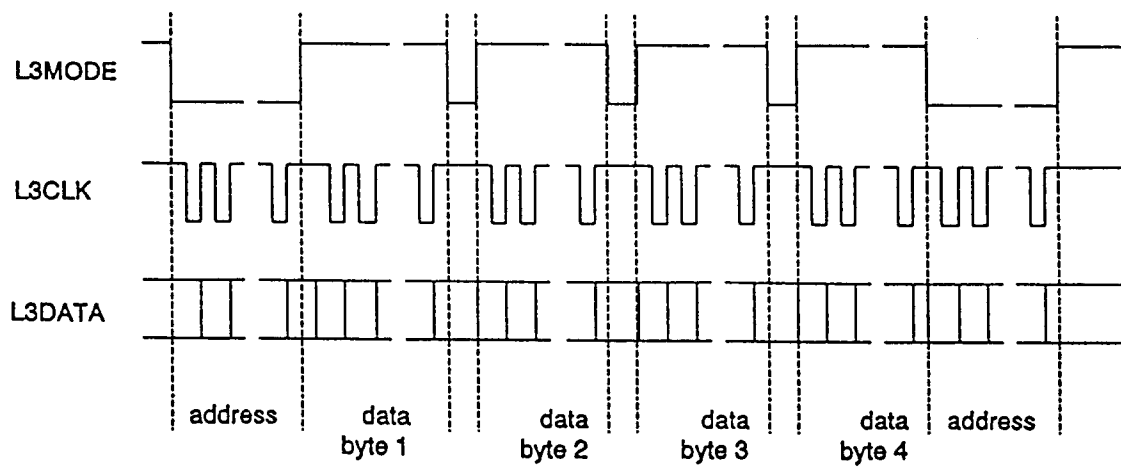 L3MODE
L3CLK
L3DATA
address
data
byte 1
data
byte 2
data
byte 3
data
byte 4
address